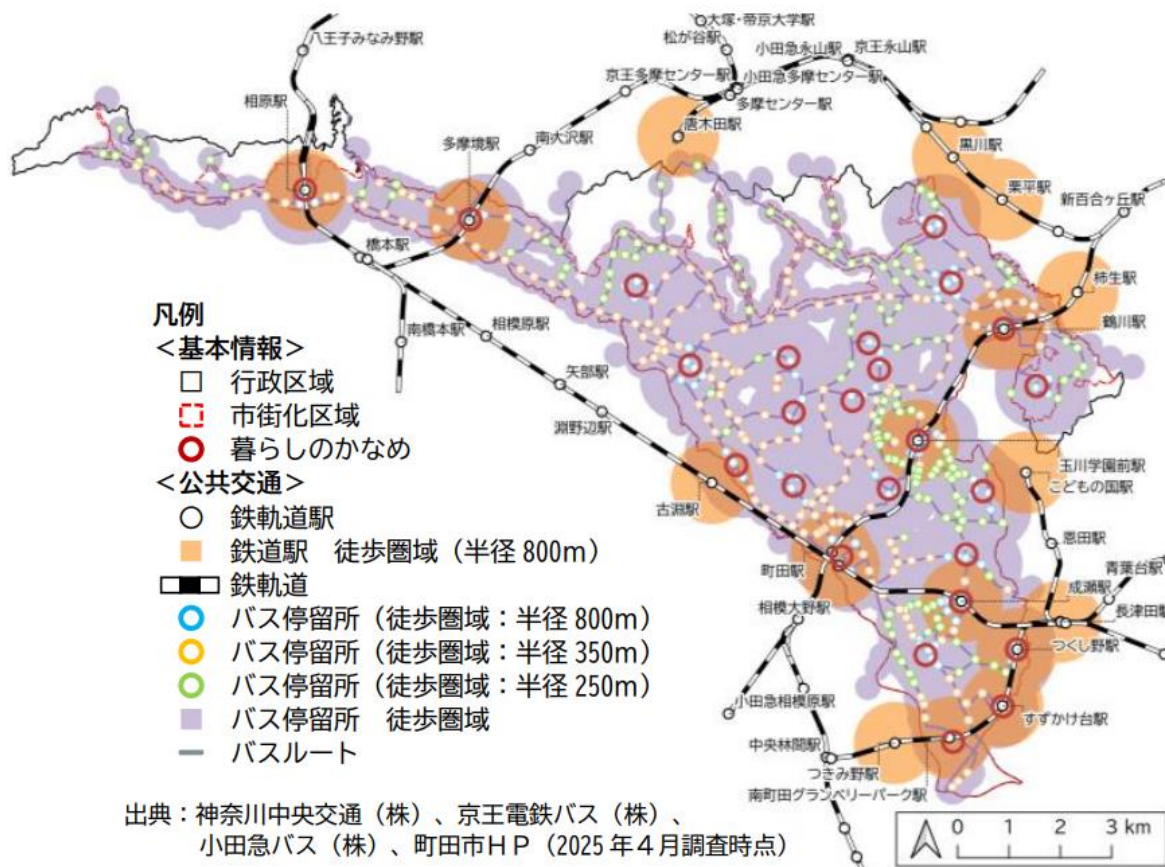 大塚・帝京大学駅
松が谷駅
八王子みなみ野駅
小田急永山駅
京王永山駅
京王多摩センター駅
小田急多摩センター駅
多摩センター駅
相原駅
唐木田駅
多摩境駅
南大沢駅
黒川駅
栗平駅
新百合ヶ丘駅
橋本駅
柿生駅
鶴川駅
南橋本駅
相模原駅
矢部駅
淵野辺駅
古淵駅
玉川学園前駅
こどもの国駅
恩田駅
町田駅
青葉台駅
成瀬駅
長津田駅
相模大野駅
つくし野駅
小田急相模原駅
すずかけ台駅
中央林間駅
つきみ野駅
南町田グランベリーパーク駅
凡例
＜基本情報＞
行政区域
市街化区域
暮らしのかなめ
＜公共交通＞
鉄軌道駅
鉄道駅 徒歩圏域（半径 800m）
鉄軌道
バス停留所（徒歩圏域：半径 800m）
バス停留所（徒歩圏域：半径 350m）
バス停留所（徒歩圏域：半径 250m）
バス停留所 徒歩圏域
バスルート
出典：神奈川中央交通（株）、京王電鉄バス（株）、
小田急バス（株）、町田市ＨＰ（2025 年４月調査時点）
0 1 2 3 km